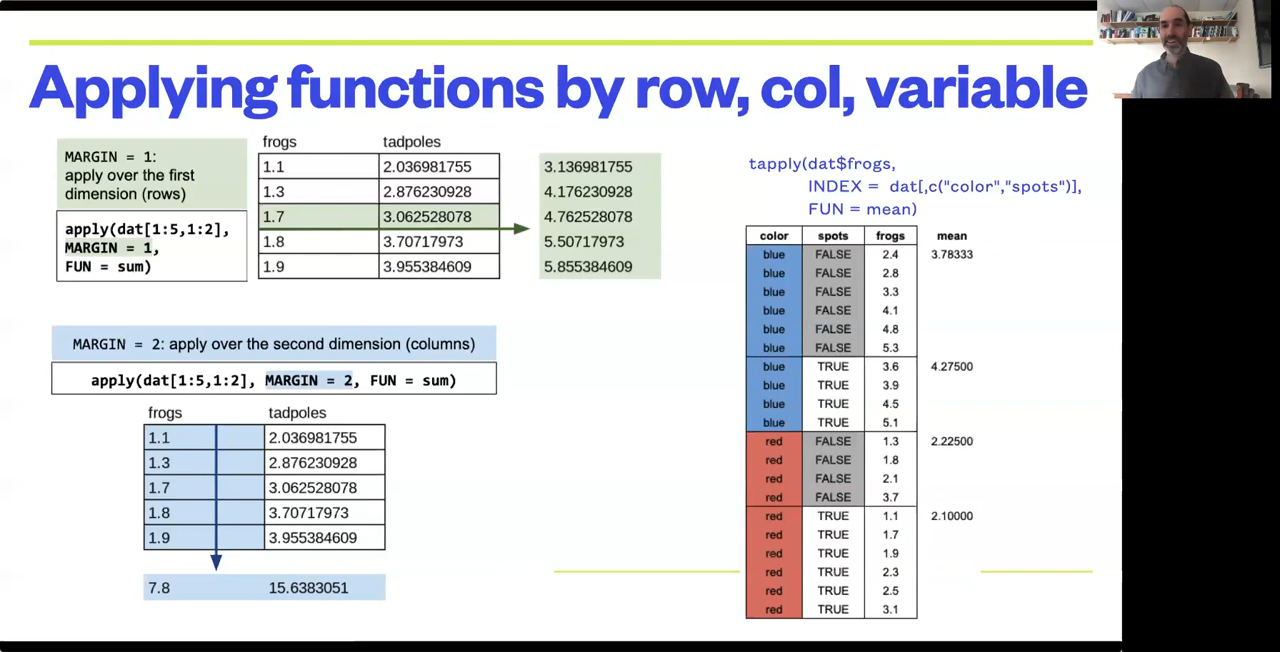 Applying functions by row, col, variable
MARGIN = 1:
apply over the first
dimension (rows)
apply(dat[1:5,1:2],
MARGIN = 1,
FUN = sum)
frogs tadpoles
1.1 2.036981755 3.136981755
1.3 2.876230928 4.176230928
1.7 3.062528078 4.762528078
1.8 3.70717973 5.50717973
1.9 3.955384609 5.855384609
MARGIN = 2: apply over the second dimension (columns)
apply(dat[1:5,1:2], MARGIN = 2, FUN = sum)
frogs tadpoles
1.1 2.036981755
1.3 2.876230928
1.7 3.062528078
1.8 3.70717973
1.9 3.955384609
7.8 15.6383051
tapply(dat$frogs,
INDEX = dat[,c("color","spots")],
FUN = mean)
color spots frogs mean
blue FALSE 2.4 3.78333
blue FALSE 2.8
blue FALSE 3.3
blue FALSE 4.1
blue FALSE 4.8
blue FALSE 5.3
blue TRUE 3.6 4.27500
blue TRUE 3.9
blue TRUE 4.5
blue TRUE 5.1
red FALSE 1.3 2.22500
red FALSE 1.8
red FALSE 2.1
red FALSE 3.7
red TRUE 1.1 2.10000
red TRUE 1.7
red TRUE 1.9
red TRUE 2.3
red TRUE 2.5
red TRUE 3.1